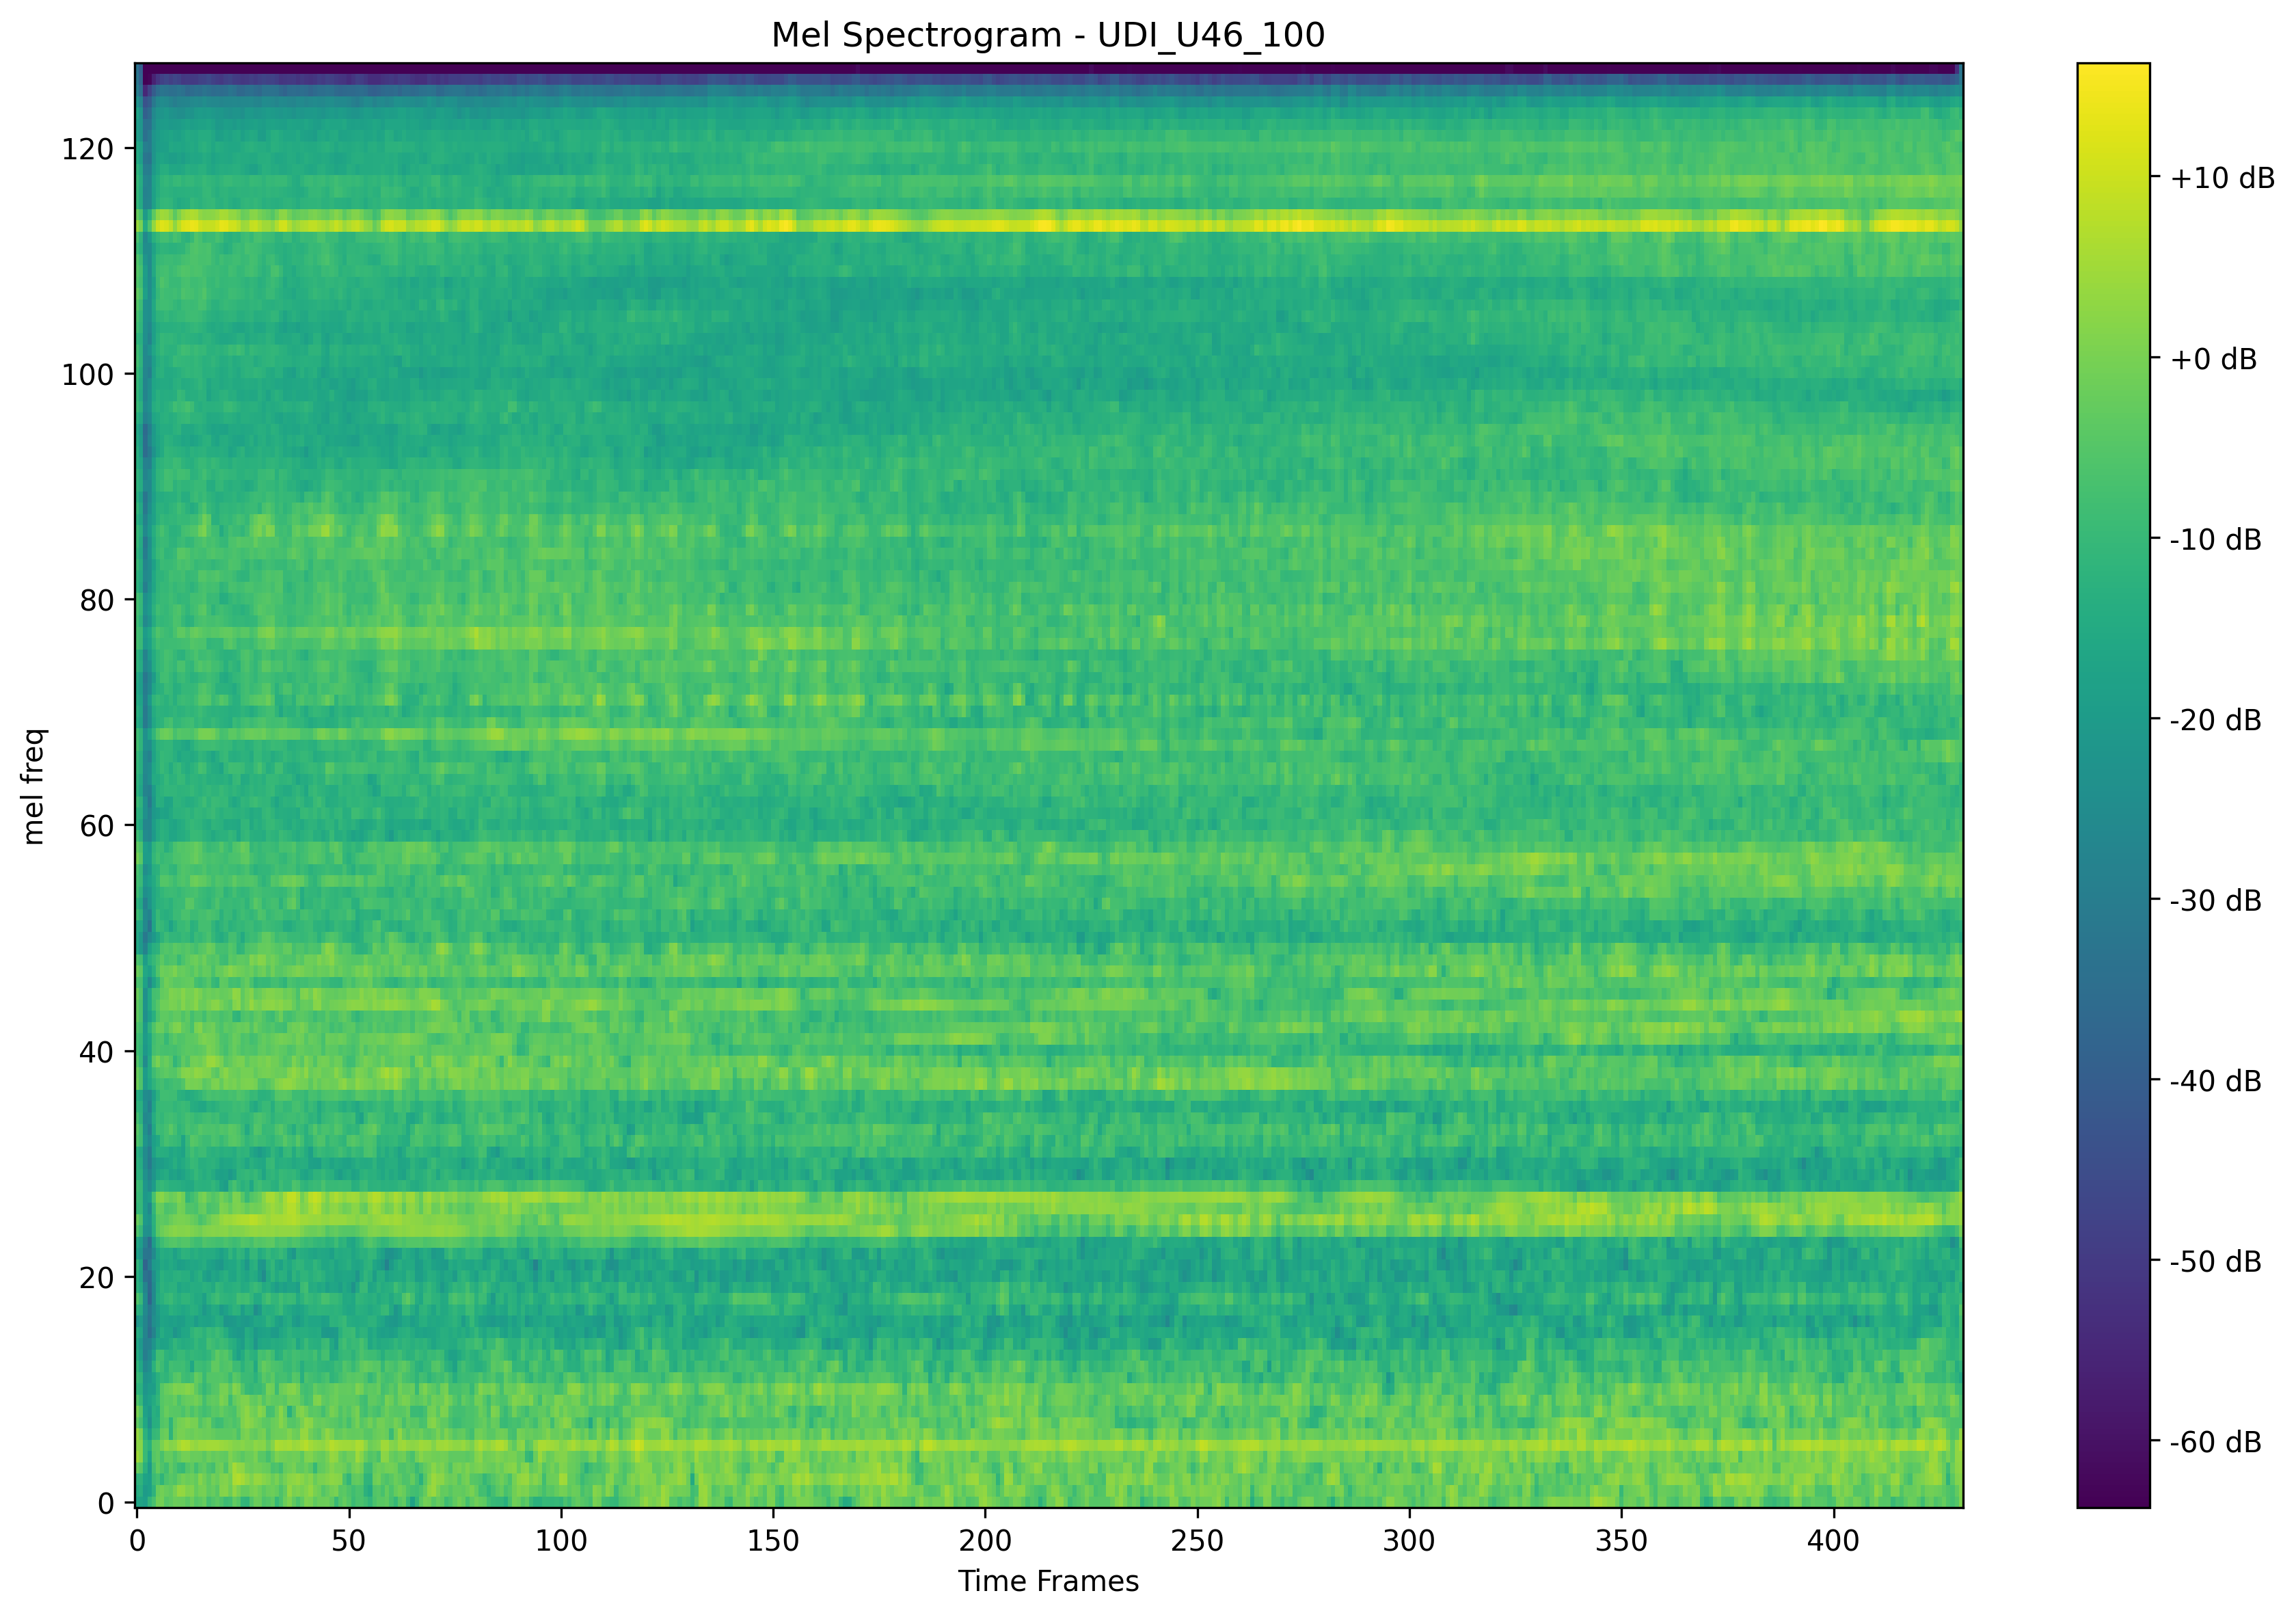 Mel Spectrogram - UDI_U46_100
120
100
80
60
40
20
0
mel freq
0 50 100 150 200 250 300 350 400
Time Frames
+10 dB
+0 dB
-10 dB
-20 dB
-30 dB
-40 dB
-50 dB
-60 dB